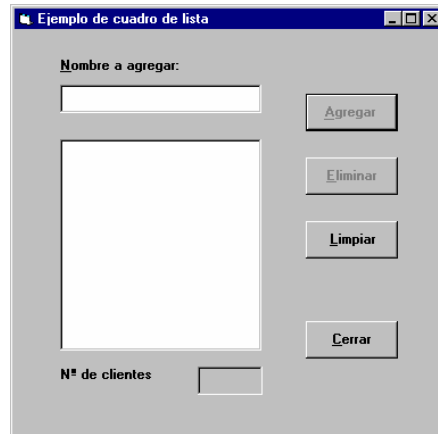 Ejemplo de cuadro de lista
Nombre a agregar:
Agregar
Eliminar
Limpiar
Cerrar
Nº de clientes